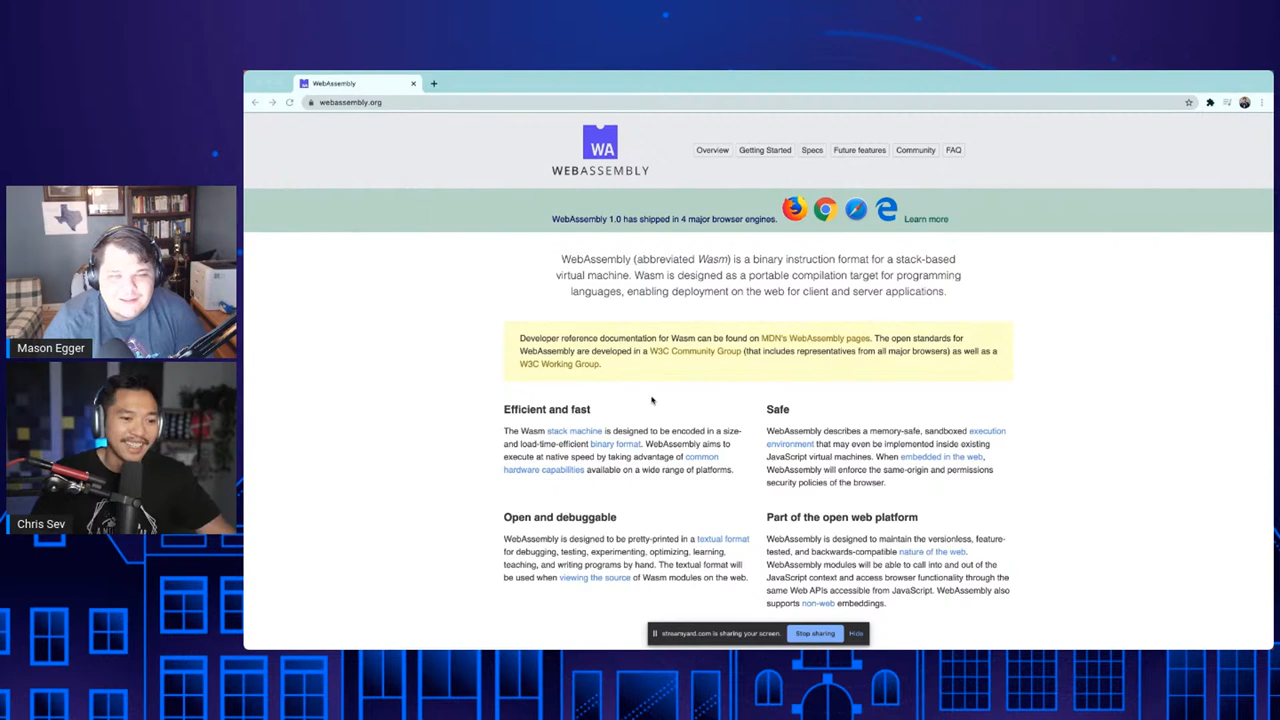 WebAssembly
webassembly.org
WA
WEBASSEMBLY
Overview
Getting Started
Specs
Future features
Community
FAQ
WebAssembly 1.0 has shipped in 4 major browser engines.
Learn more
WebAssembly (abbreviated Wasm) is a binary instruction format for a stack-based
virtual machine. Wasm is designed as a portable compilation target for programming
languages, enabling deployment on the web for client and server applications.
Developer reference documentation for Wasm can be found on MDN's WebAssembly pages. The open standards for
WebAssembly are developed in a W3C Community Group (that includes representatives from all major browsers) as well as a
W3C Working Group.
Efficient and fast
The Wasm stack machine is designed to be encoded in a size-
and load-time-efficient binary format. WebAssembly aims to
execute at native speed by taking advantage of common
hardware capabilities available on a wide range of platforms.
Safe
WebAssembly describes a memory-safe, sandboxed execution
environment that may even be implemented inside existing
JavaScript virtual machines. When embedded in the web,
WebAssembly will enforce the same-origin and permissions
security policies of the browser.
Open and debuggable
WebAssembly is designed to be pretty-printed in a textual format
for debugging, testing, experimenting, optimizing, learning,
teaching, and writing programs by hand. The textual format will
be used when viewing the source of Wasm modules on the web.
Part of the open web platform
WebAssembly is designed to maintain the versionless, feature-
tested, and backwards-compatible nature of the web.
WebAssembly modules will be able to call into and out of the
JavaScript context and access browser functionality through the
same Web APIs accessible from JavaScript. WebAssembly also
supports non-web embeddings.
streamyard.com is sharing your screen.
Stop sharing
Hide
Mason Egger
Chris Sev